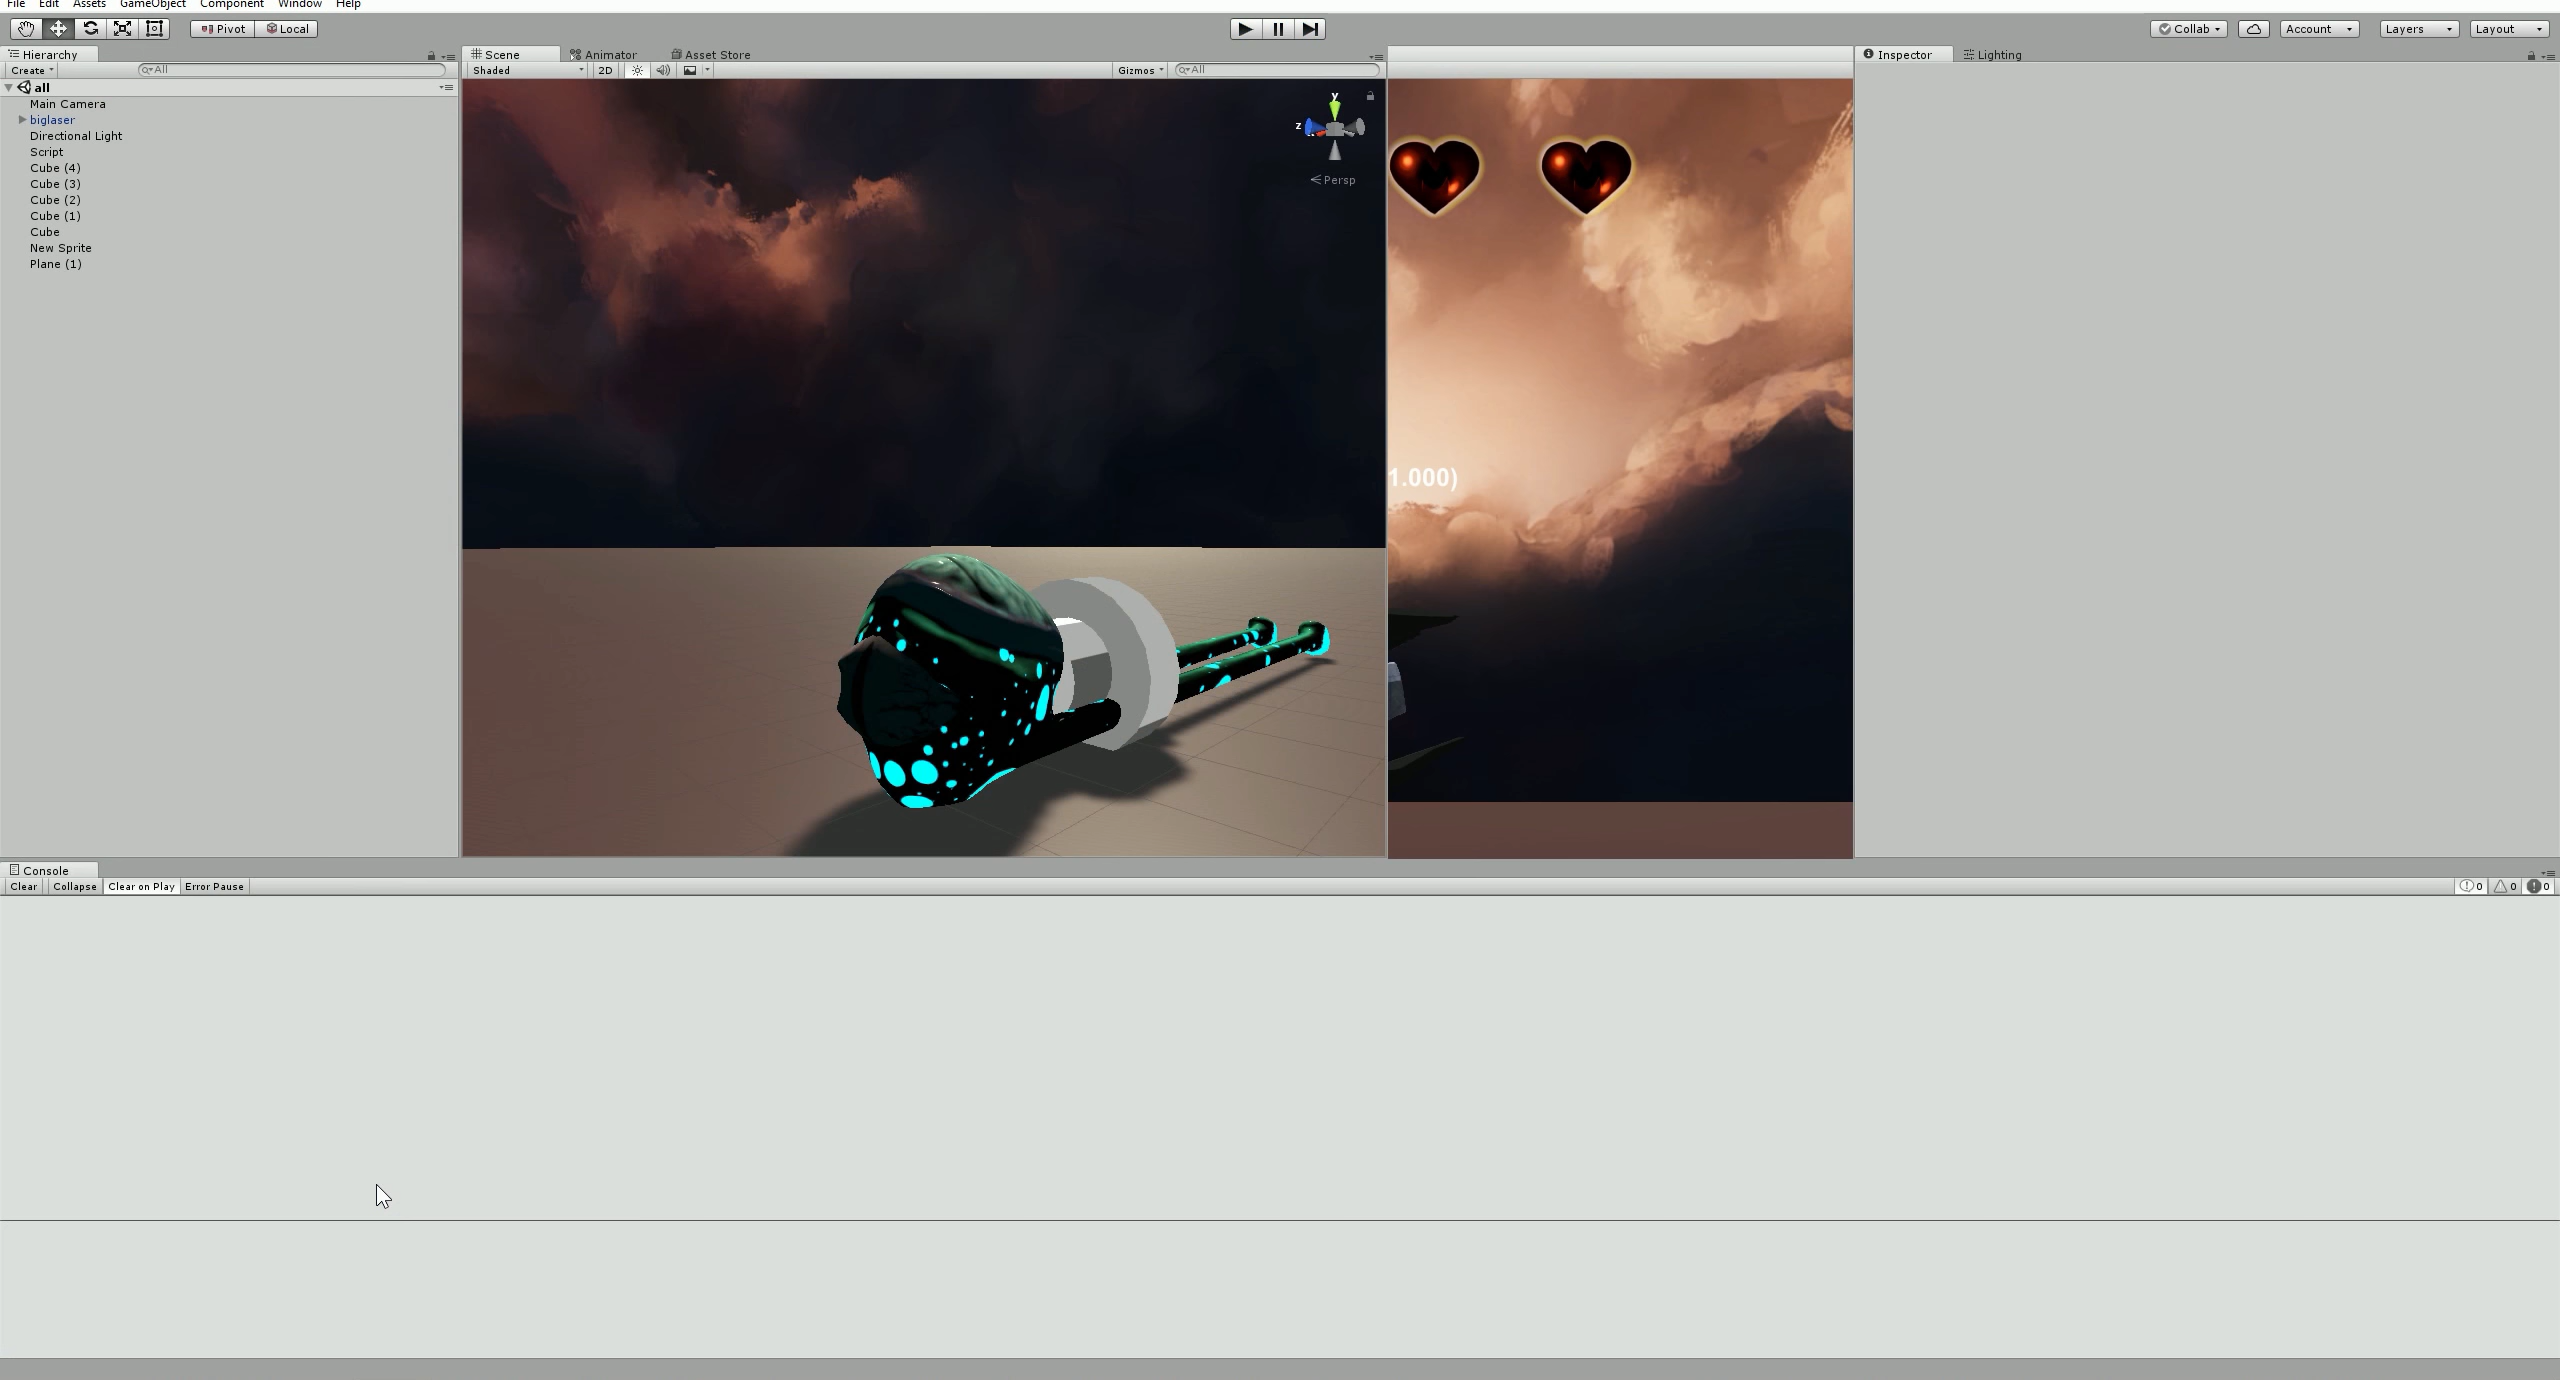 File Edit Assets GameObject Component Window Help
Pivot Local Collab Account Layers Layout
Hierarchy Scene Animator Asset Store Inspector Lighting
Create All Shaded 2D Gizmos All
all
Main Camera
biglaser
Directional Light
Script
Cube (4)
Cube (3)
Cube (2)
Cube (1)
Cube
New Sprite
Plane (1)
y
z
Persp
1.000)
Console
Clear Collapse Clear on Play Error Pause 0 0 0